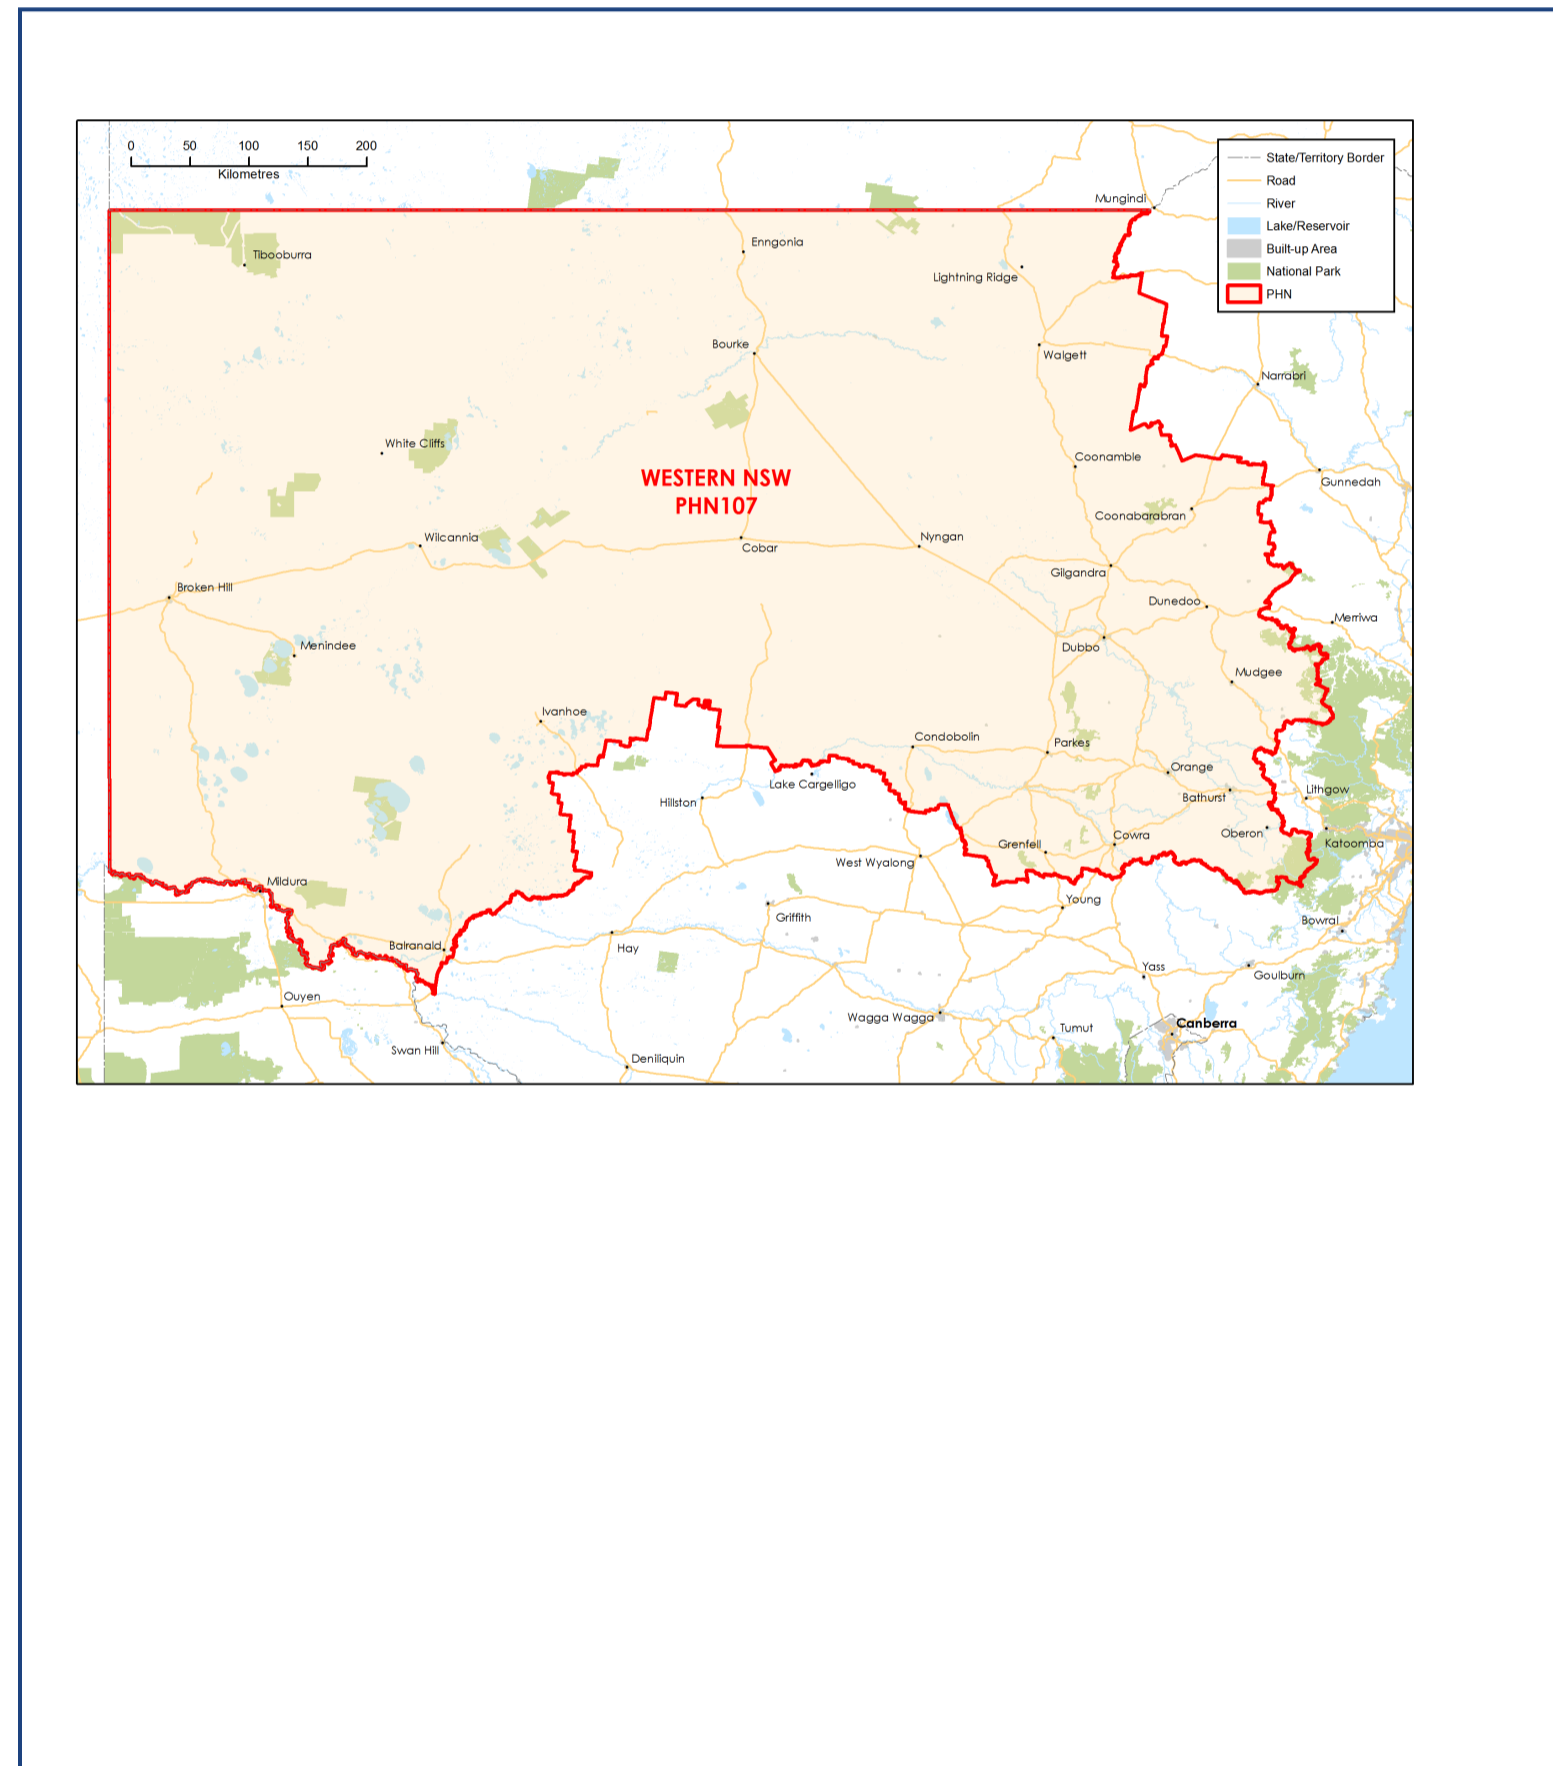 0 50 100 150 200
Kilometres
State/Territory Border
Road
River
Lake/Reservoir
Built-up Area
National Park
PHN
Mungindi
Enngonia
Tibooburra
Lightning Ridge
Bourke
Walgett
Narrabri
White Cliffs
Coonamble
WESTERN NSW
PHN107
Gunnedah
Coonabarabran
Wilcannia
Nyngan
Cobar
Gilgandra
Broken Hill
Dunedoo
Merriwa
Menindee
Dubbo
Mudgee
Ivanhoe
Condobolin
Parkes
Orange
Lake Cargelligo
Lithgow
Hillston
Bathurst
Oberon
Cowra
Grenfell
Katoomba
West Wyalong
Mildura
Young
Griffith
Bowral
Balranald
Hay
Yass
Goulburn
Ouyen
Wagga Wagga
Canberra
Tumut
Swan Hill
Deniliquin